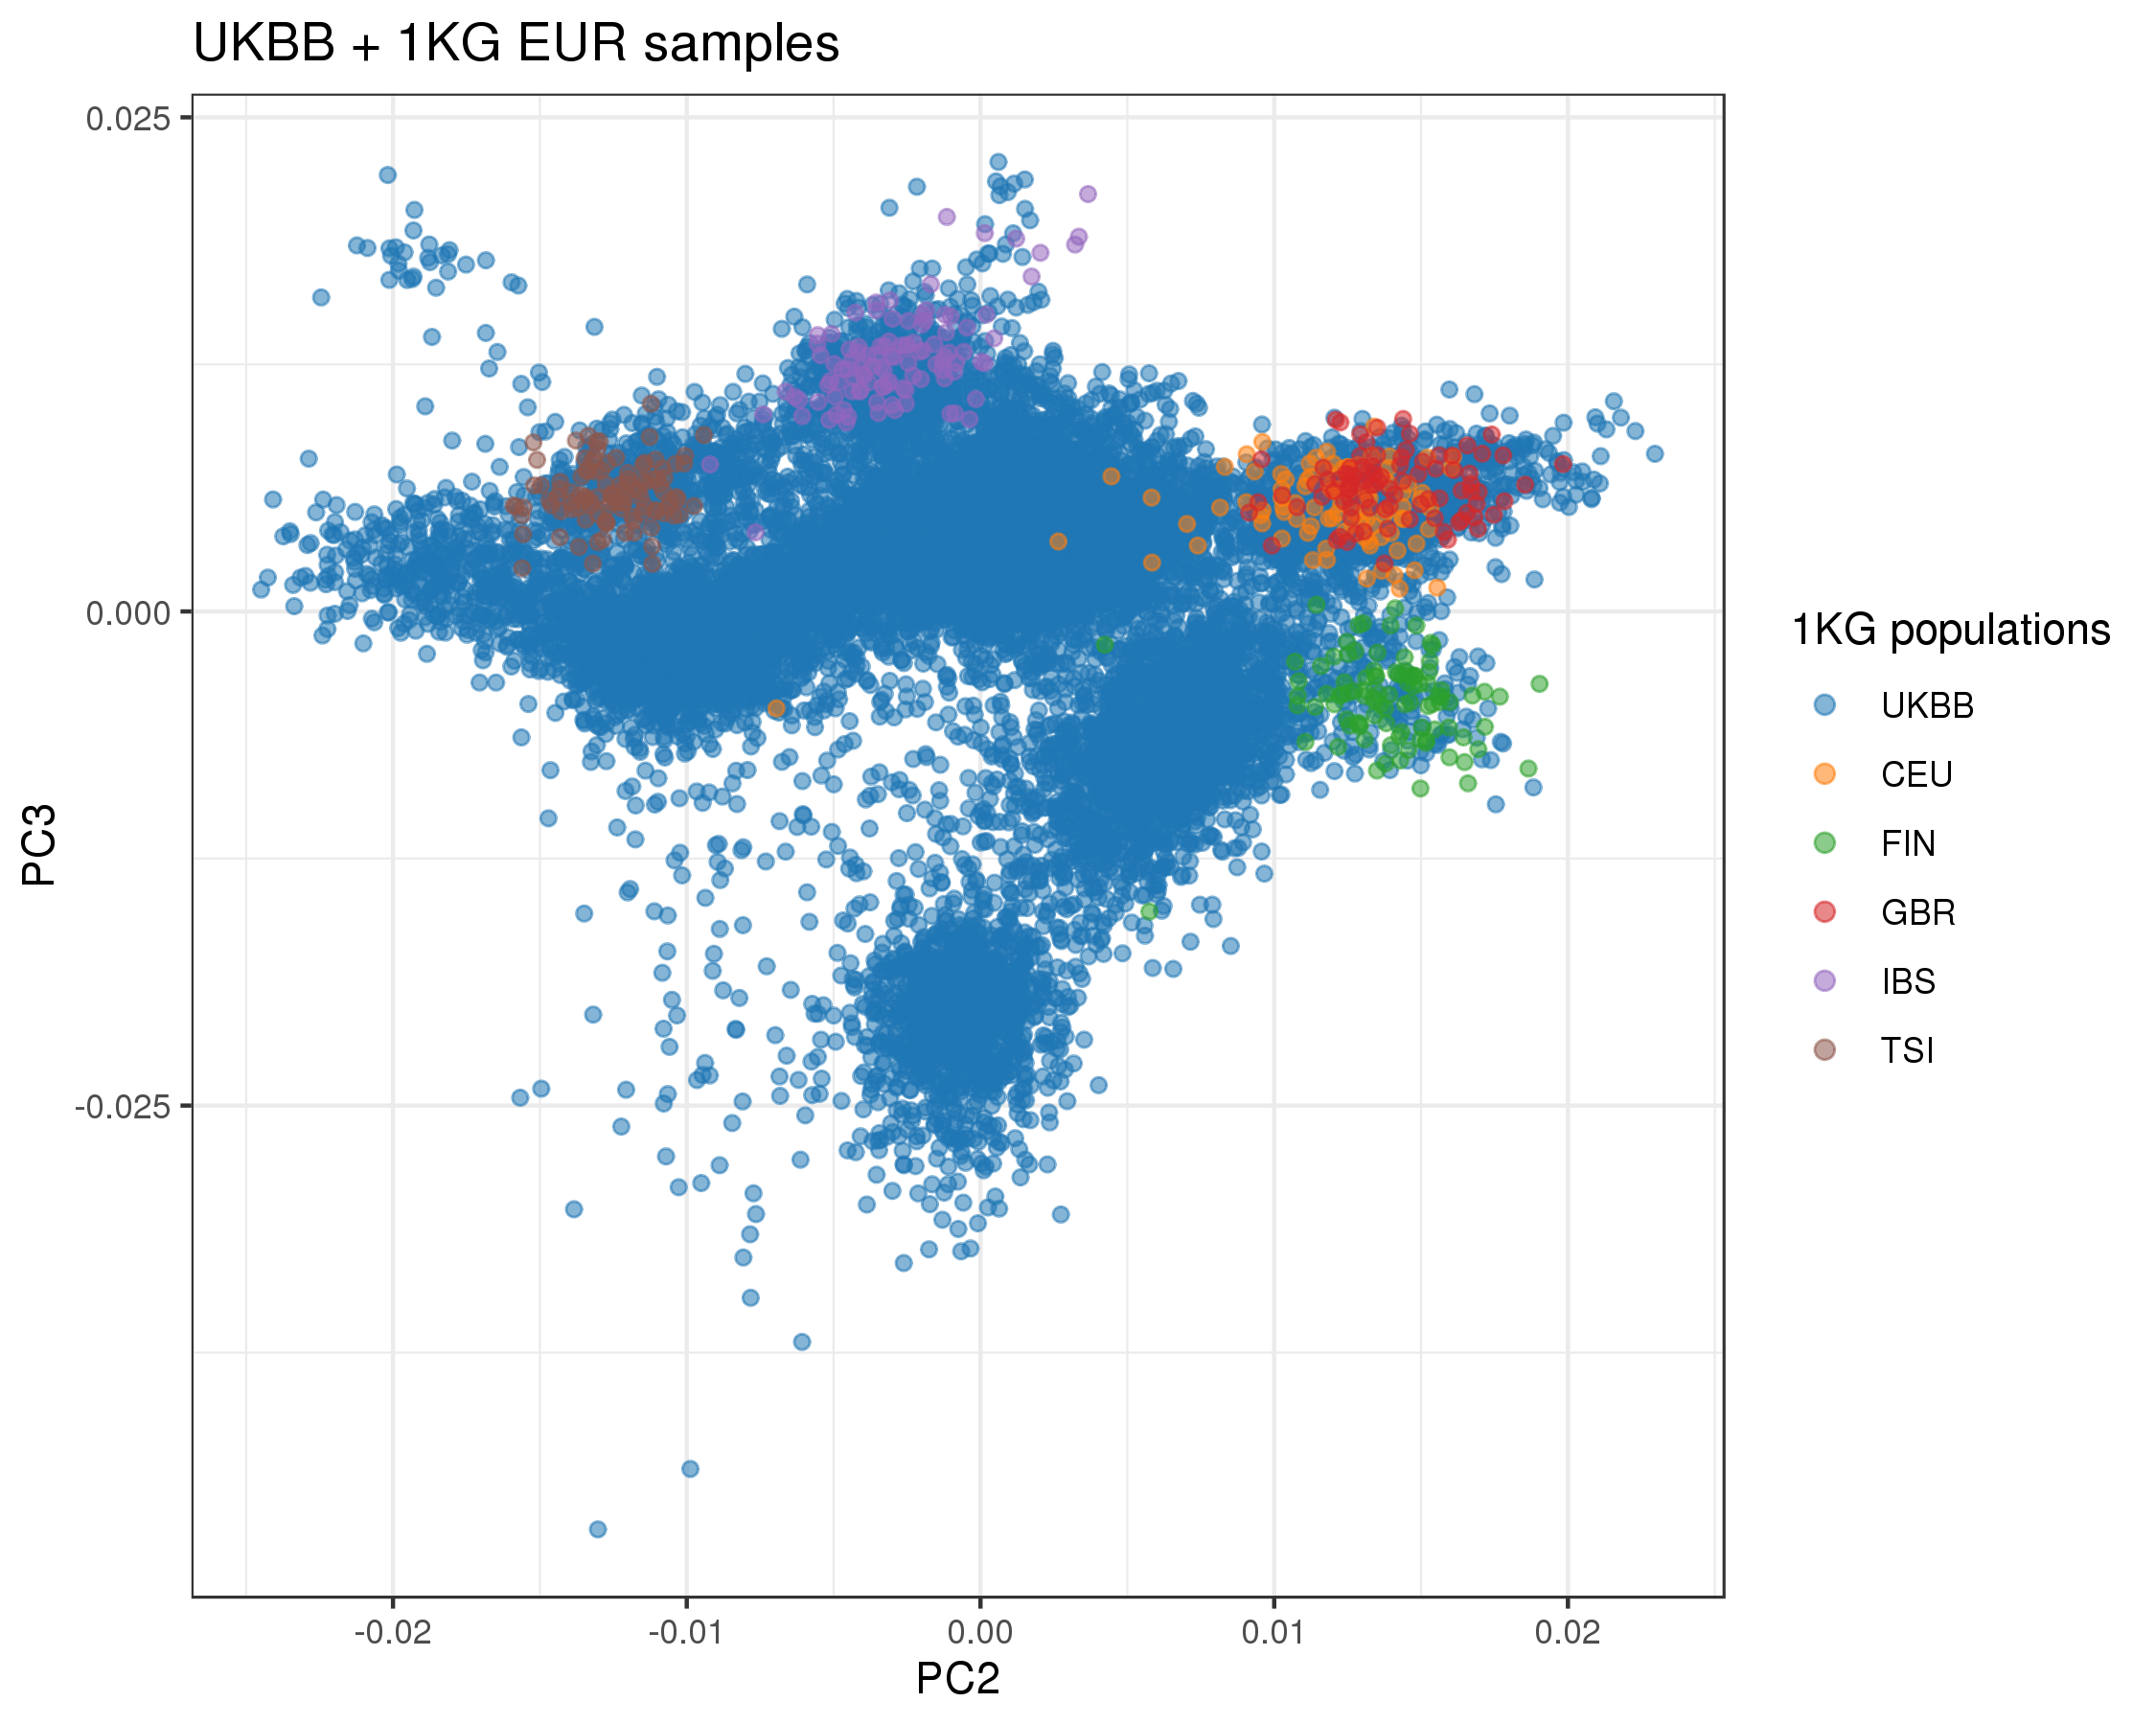 UKBB + 1KG EUR samples
0.025
0.000
-0.025
PC3
-0.02
-0.01
0.00
0.01
0.02
PC2
1KG populations
UKBB
CEU
FIN
GBR
IBS
TSI